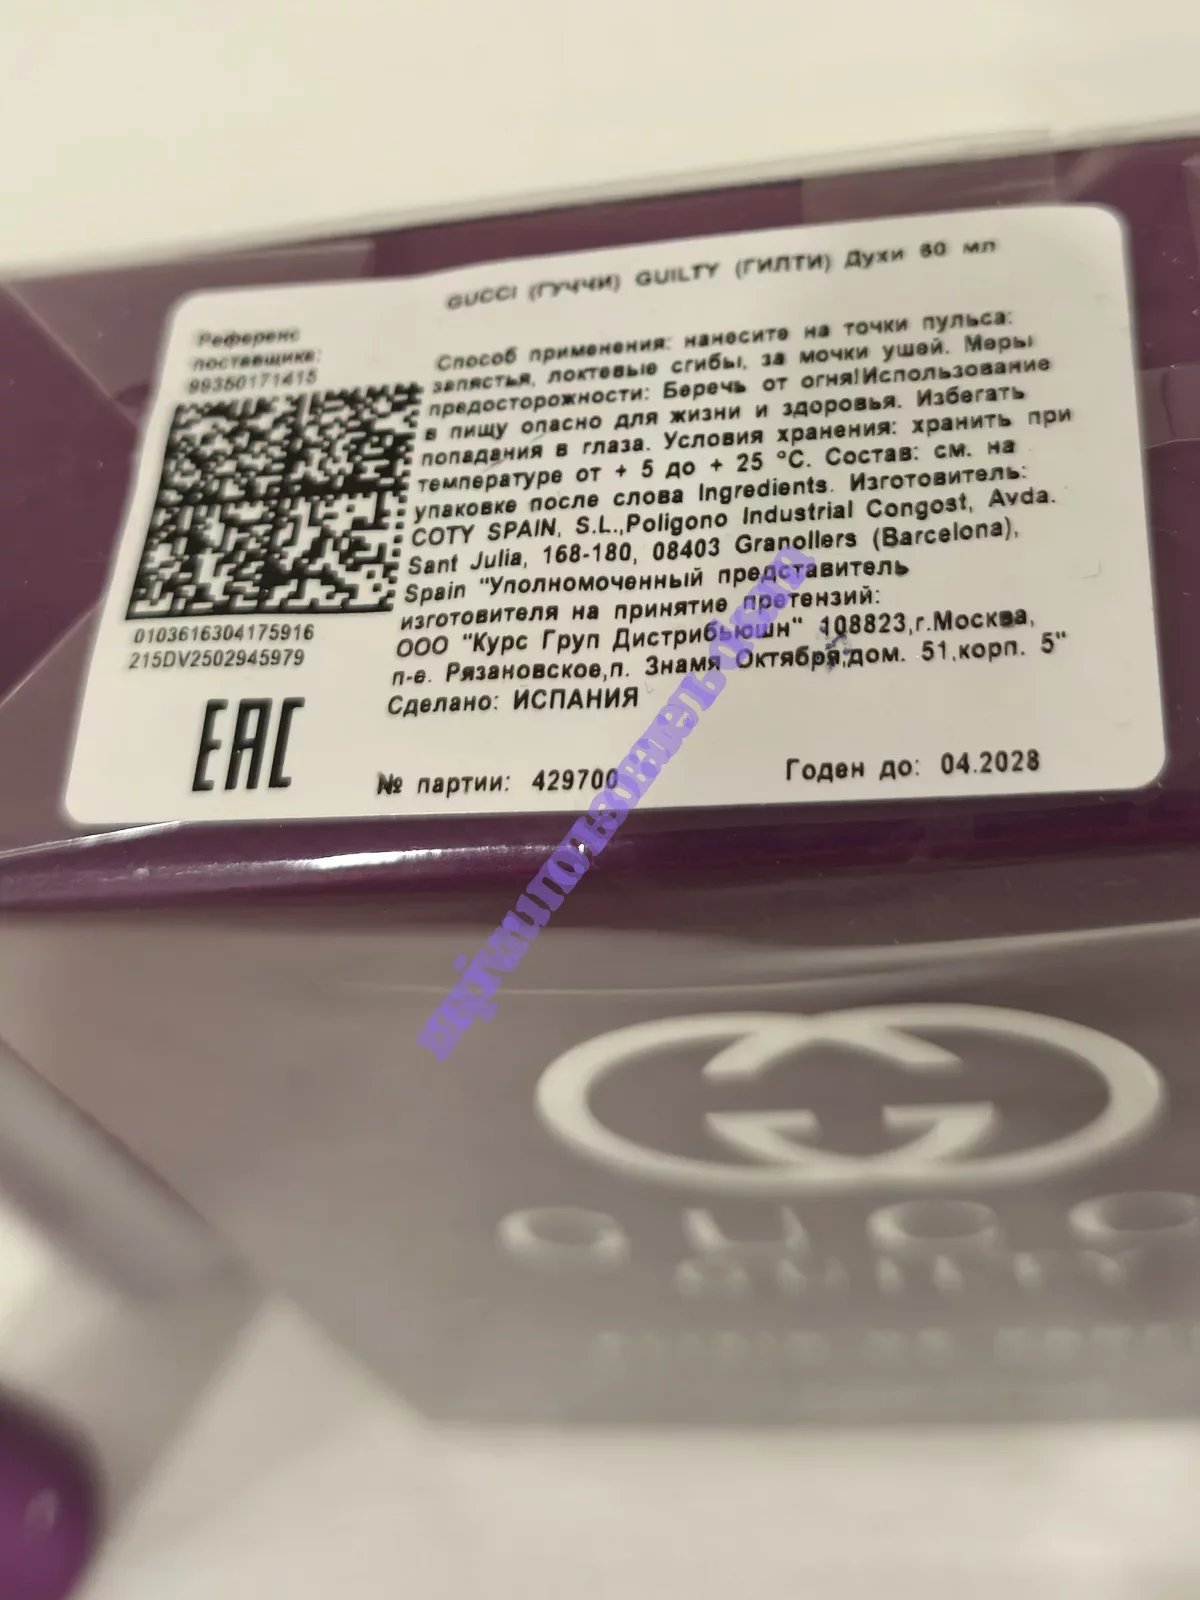 GUCCI (ГУЧЧИ) GUILTY (ГИЛТИ) Духи 60 мл
Референс
поставщика:
99350171415
Способ применения: нанесите на точки пульса:
запястья, локтевые сгибы, за мочки ушей. Меры
предосторожности: Беречь от огня!Использование
в пищу опасно для жизни и здоровья. Избегать
попадания в глаза. Условия хранения: хранить при
температуре от + 5 до + 25 °С. Состав: см. на
упаковке после слова Ingredients. Изготовитель:
COTY SPAIN, S.L.,Poligono Industrial Congost, Avda.
Sant Julia, 168-180, 08403 Granollers (Barcelona),
Spain "Уполномоченный представитель
изготовителя на принятие претензий:
ООО "Курс Груп Дистрибьюшн" 108823,г.Москва,
п-е. Рязановское,п. Знамя Октября,дом. 51,корп. 5"
Сделано: ИСПАНИЯ
0103616304175916
215DV2502945979
EAC
№ партии: 429700
Годен до: 04.2028
GUCC
GUILTY